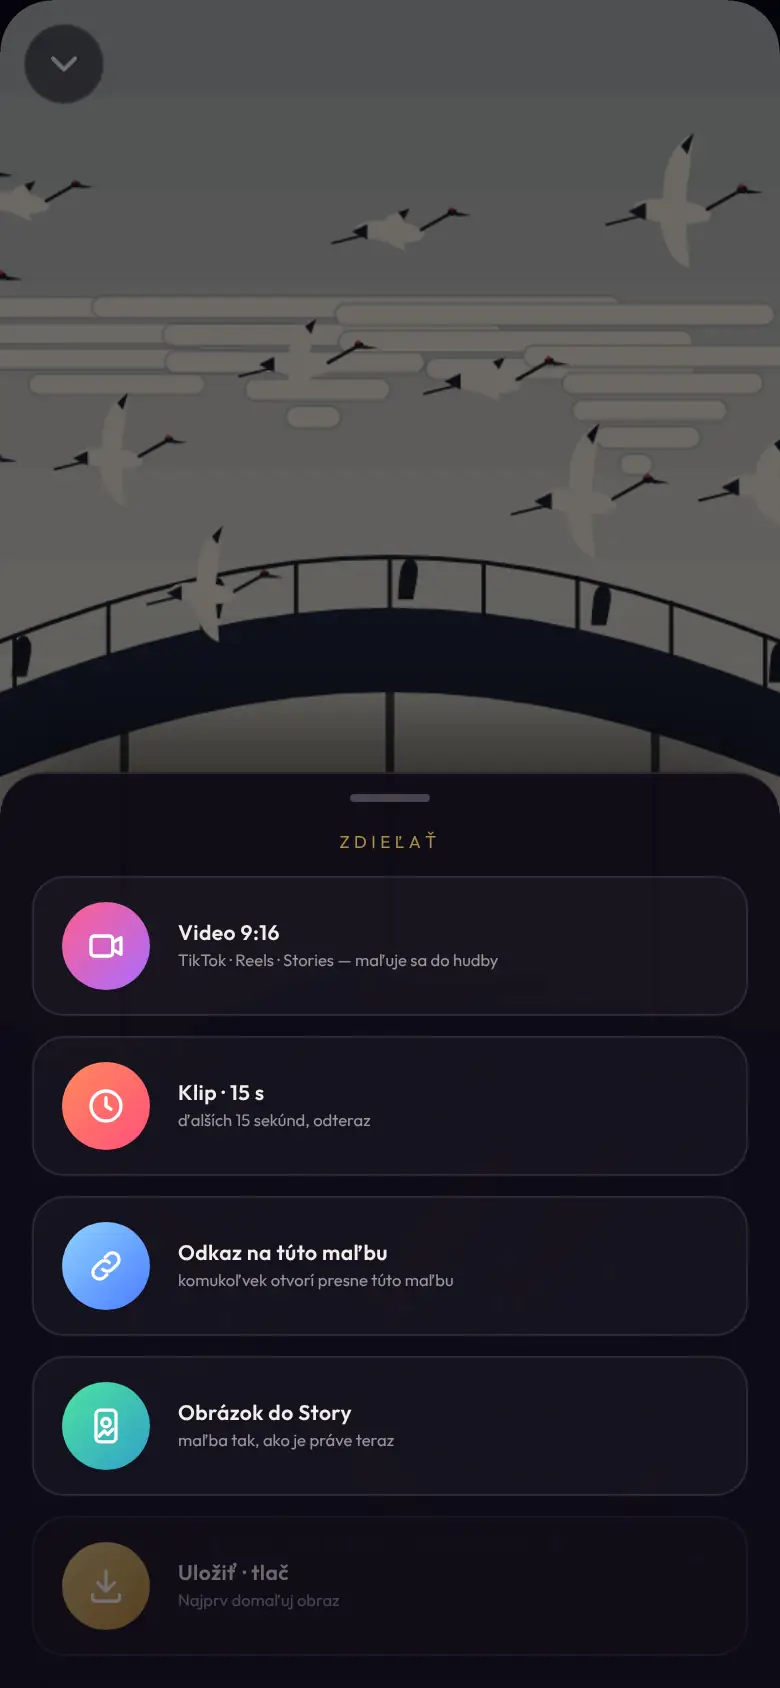 ZDIEĽAŤ
Video 9:16
TikTok · Reels · Stories — maľuje sa do hudby
Klip · 15 s
ďalších 15 sekúnd, odteraz
Odkaz na túto maľbu
komukoľvek otvorí presne túto maľbu
Obrázok do Story
maľba tak, ako je práve teraz
Uložiť · tlač
Najprv domaľuj obraz